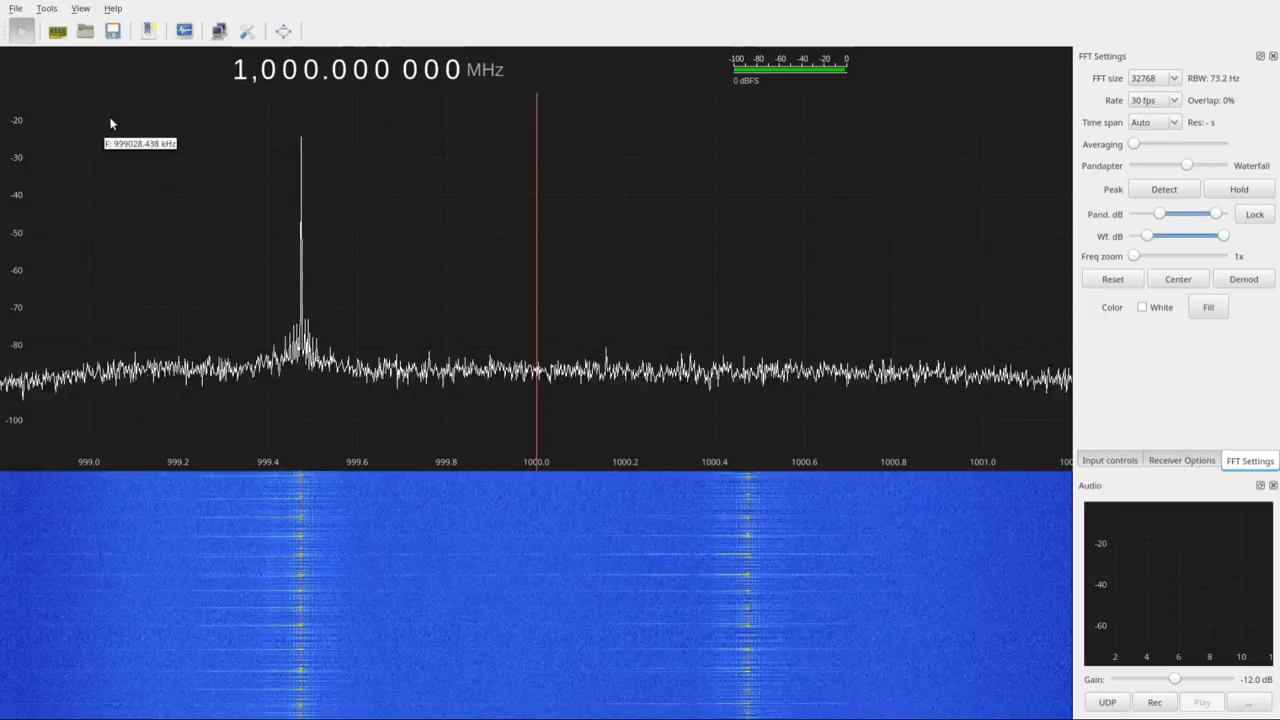 File Tools View Help
1,000.000 000 MHz
-100 -80 -60 -40 -20 0
0 dBFS
-20
F: 999028.438 kHz
-30
-40
-50
-60
-70
-80
-100
999.0 999.2 999.4 999.6 999.8 1000.0 1000.2 1000.4 1000.6 1000.8 1001.0 100
FFT Settings
FFT size 32768 RBW: 73.2 Hz
Rate 30 fps Overlap: 0%
Time span Auto Res: - s
Averaging
Pandapter Waterfall
Peak Detect Hold
Pand. dB Lock
Wf. dB
Freq zoom 1x
Reset Center Demod
Color White Fill
Input controls Receiver Options FFT Settings
Audio
-20
-40
-60
2 4 6 8 10 1
Gain: -12.0 dB
UDP Rec Play ...